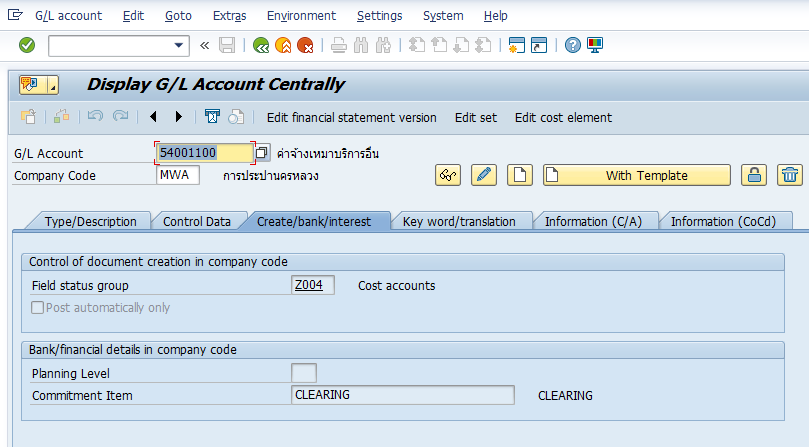 G/L account Edit Goto Extras Environment Settings System Help
Display G/L Account Centrally
Edit financial statement version Edit set Edit cost element
G/L Account 54001100 ค่าจ้างเหมาบริการอื่น
Company Code MWA การประปานครหลวง With Template
Type/Description Control Data Create/bank/interest Key word/translation Information (C/A) Information (CoCd)
Control of document creation in company code
Field status group Z004 Cost accounts
Post automatically only
Bank/financial details in company code
Planning Level
Commitment Item CLEARING CLEARING